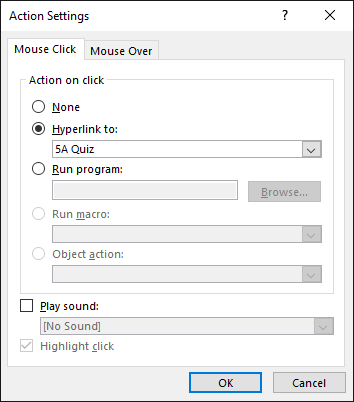 Action Settings
?
Mouse Click Mouse Over
Action on click
None
Hyperlink to:
5A Quiz
Run program:
Browse...
Run macro:
Object action:
Play sound:
[No Sound]
Highlight click
OK Cancel